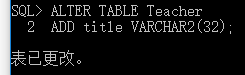 SQL> ALTER TABLE Teacher
  2  ADD title VARCHAR2(32);
表已更改。